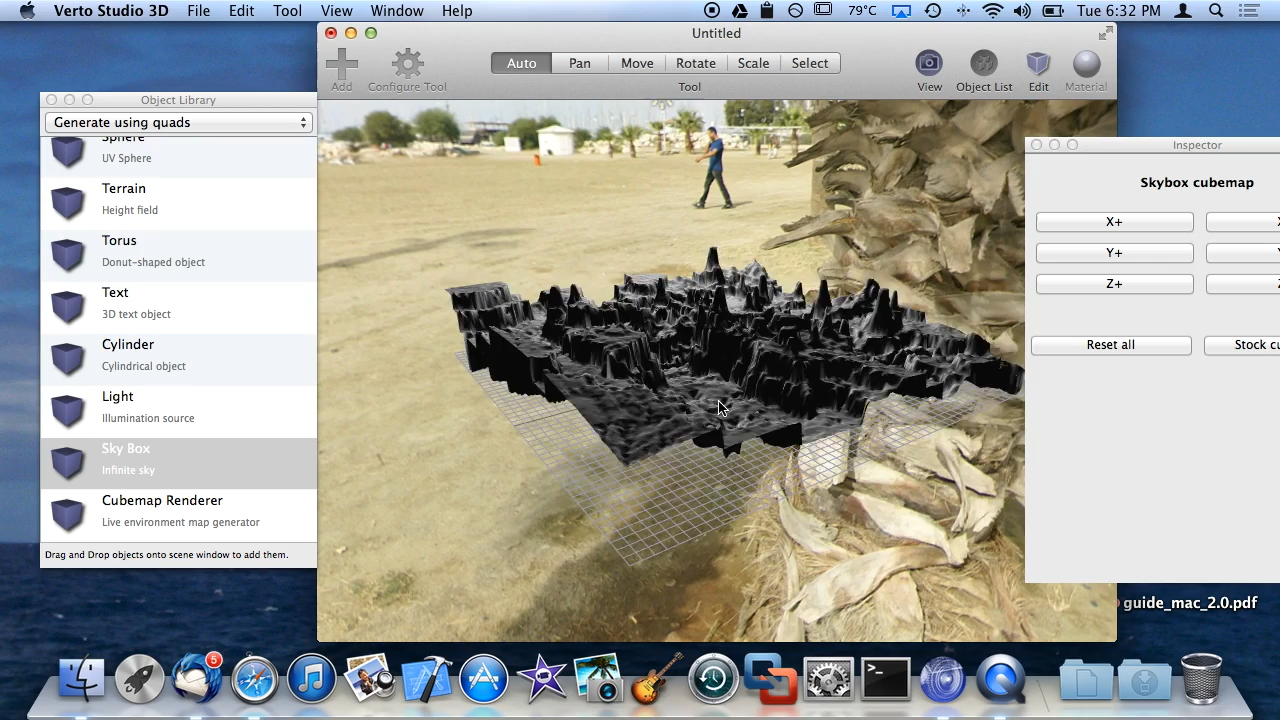 Verto Studio 3D File Edit Tool View Window Help 79°C Tue 6:32 PM
Untitled
Add Configure Tool Auto Pan Move Rotate Scale Select Tool View Object List Edit Material
Object Library
Generate using quads
Sphere
UV Sphere
Terrain
Height field
Torus
Donut-shaped object
Text
3D text object
Cylinder
Cylindrical object
Light
Illumination source
Sky Box
Infinite sky
Cubemap Renderer
Live environment map generator
Drag and Drop objects onto scene window to add them.
Inspector
Skybox cubemap
X+
Y+
Z+
Reset all Stock
guide_mac_2.0.pdf
5